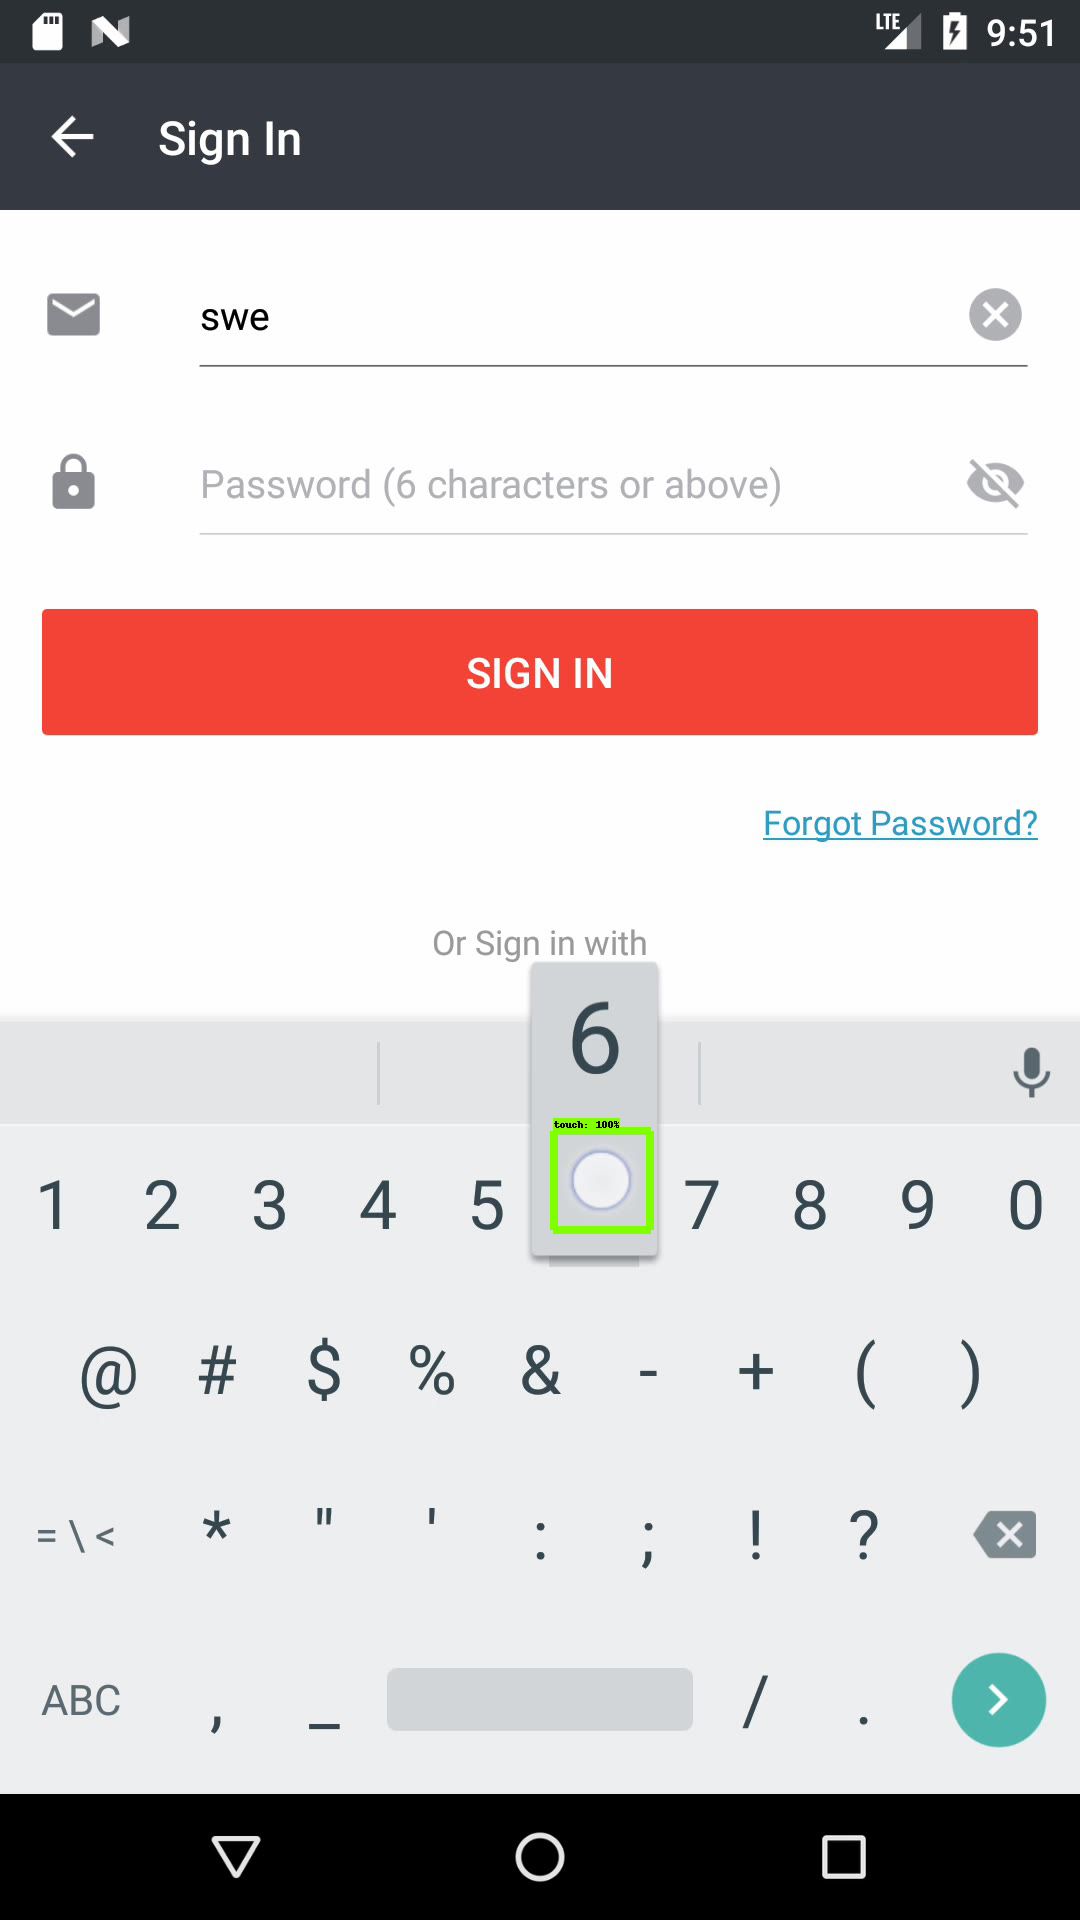 LTE 9:51
Sign In
swe
Password (6 characters or above)
SIGN IN
Forgot Password?
Or Sign in with
6
touch: 100%
1 2 3 4 5 7 8 9 0
@ # $ % & - + ( )
= \ < * " ' : ; ! ?
ABC , _ / .